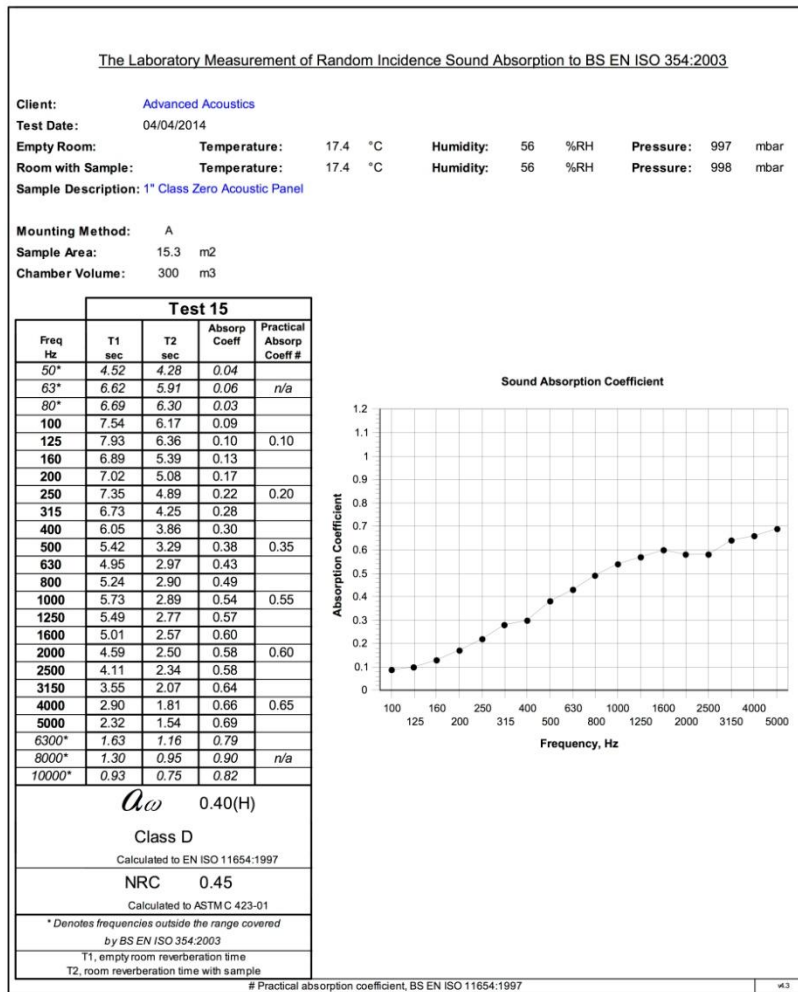 The Laboratory Measurement of Random Incidence Sound Absorption to BS EN ISO 354:2003
Client: Advanced Acoustics
Test Date: 04/04/2014
Empty Room: Temperature: 17.4 °C Humidity: 56 %RH Pressure: 997 mbar
Room with Sample: Temperature: 17.4 °C Humidity: 56 %RH Pressure: 998 mbar
Sample Description: 1" Class Zero Acoustic Panel
Mounting Method: A
Sample Area: 15.3 m2
Chamber Volume: 300 m3
Test 15
Freq Hz T1 sec T2 sec Absorp Coeff Practical Absorp Coeff #
50* 4.52 4.28 0.04
63* 6.62 5.91 0.06 n/a
80* 6.69 6.30 0.03
100 7.54 6.17 0.09
125 7.93 6.36 0.10 0.10
160 6.89 5.39 0.13
200 7.02 5.08 0.17
250 7.35 4.89 0.22 0.20
315 6.73 4.25 0.28
400 6.05 3.86 0.30
500 5.42 3.29 0.38 0.35
630 4.95 2.97 0.43
800 5.24 2.90 0.49
1000 5.73 2.89 0.54 0.55
1250 5.49 2.77 0.57
1600 5.01 2.57 0.60
2000 4.59 2.50 0.58 0.60
2500 4.11 2.34 0.58
3150 3.55 2.07 0.64
4000 2.90 1.81 0.66 0.65
5000 2.32 1.54 0.69
6300* 1.63 1.16 0.79
8000* 1.30 0.95 0.90 n/a
10000* 0.93 0.75 0.82
αω 0.40(H)
Class D
Calculated to EN ISO 11654:1997
NRC 0.45
Calculated to ASTM C 423-01
* Denotes frequencies outside the range covered
by BS EN ISO 354:2003
T1, empty room reverberation time
T2, room reverberation time with sample
Sound Absorption Coefficient
Absorption Coefficient
1.2
1.1
1
0.9
0.8
0.7
0.6
0.5
0.4
0.3
0.2
0.1
0
100 160 250 400 630 1000 1600 2500 4000
125 200 315 500 800 1250 2000 3150 5000
Frequency, Hz
# Practical absorption coefficient, BS EN ISO 11654:1997
v4.3